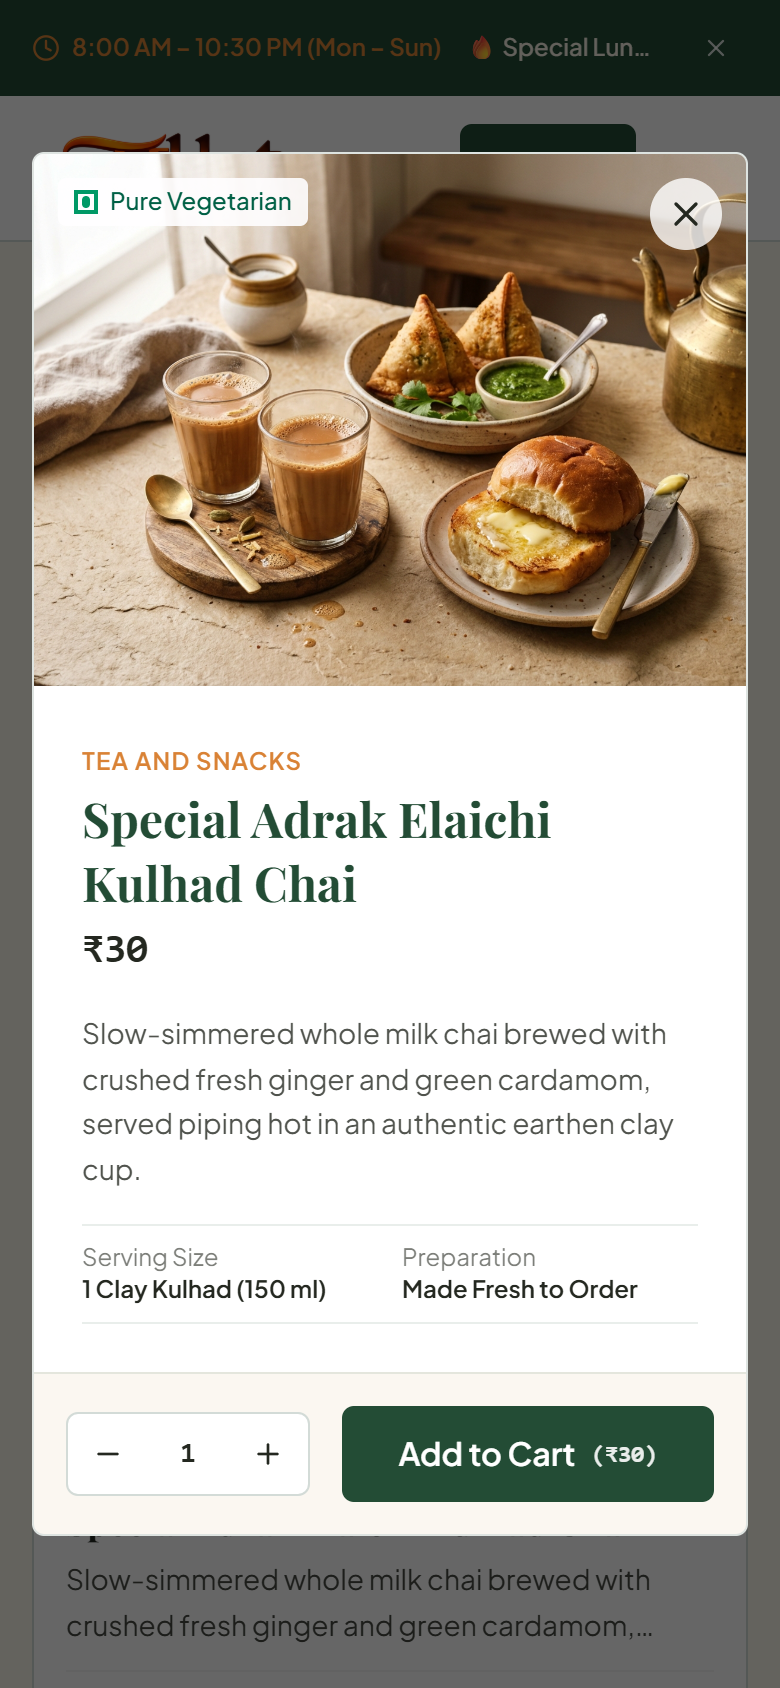 8:00 AM – 10:30 PM (Mon – Sun) 🔥 Special Lun...
Pure Vegetarian
TEA AND SNACKS
Special Adrak Elaichi
Kulhad Chai
₹30
Slow-simmered whole milk chai brewed with
crushed fresh ginger and green cardamom,
served piping hot in an authentic earthen clay
cup.
Serving Size
1 Clay Kulhad (150 ml)
Preparation
Made Fresh to Order
1
Add to Cart (₹30)
Slow-simmered whole milk chai brewed with
crushed fresh ginger and green cardamom,...